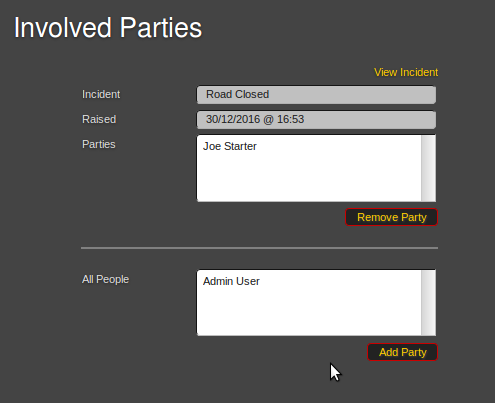 Involved Parties
View Incident
Incident Road Closed
Raised 30/12/2016 @ 16:53
Parties Joe Starter
Remove Party
All People Admin User
Add Party